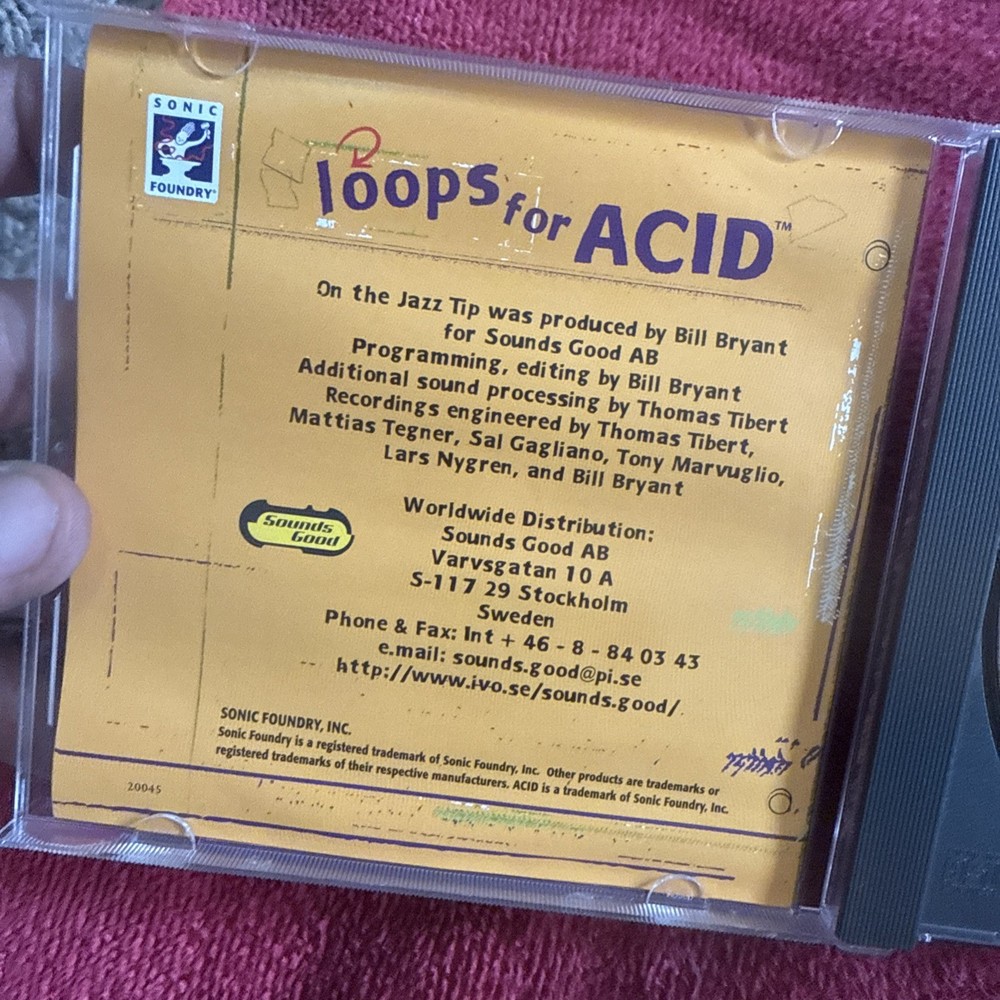 SONIC
FOUNDRY®
loops for ACID™
On the Jazz Tip was produced by Bill Bryant
for Sounds Good AB
Programming, editing by Bill Bryant
Additional sound processing by Thomas Tibert
Recordings engineered by Thomas Tibert,
Mattias Tegner, Sal Gagliano, Tony Marvuglio,
Lars Nygren, and Bill Bryant
Sounds
Good
Worldwide Distribution:
Sounds Good AB
Varvsgatan 10 A
S-117 29 Stockholm
Sweden
Phone & Fax: Int + 46 - 8 - 84 03 43
e.mail: sounds.good@pi.se
http://www.ivo.se/sounds.good/
SONIC FOUNDRY, INC.
Sonic Foundry is a registered trademark of Sonic Foundry, Inc. Other products are trademarks or
registered trademarks of their respective manufacturers. ACID is a trademark of Sonic Foundry, Inc.
20045